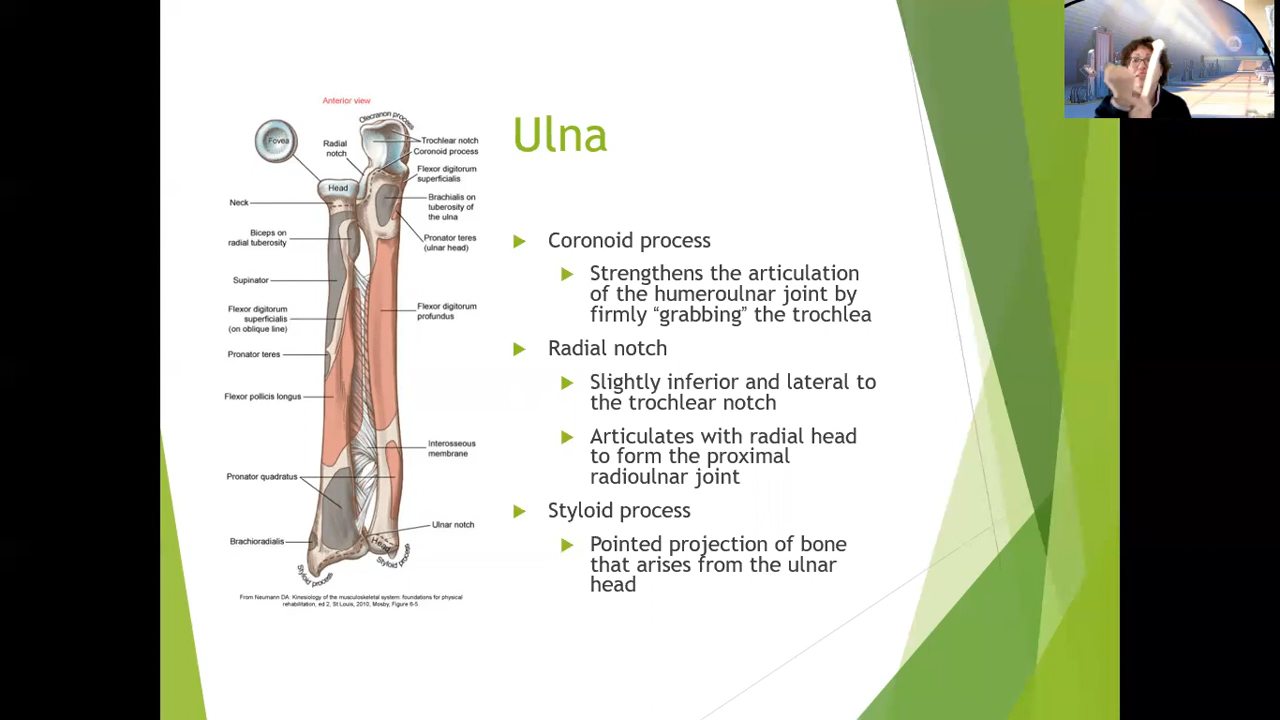 Anterior view
Olecranon process
Fovea
Radial
notch
Trochlear notch
Coronoid process
Flexor digitorum
superficialis
Head
Neck
Brachialis on
tuberosity of
the ulna
Biceps on
radial tuberosity
Pronator teres
(ulnar head)
Supinator
Flexor digitorum
superficialis
(on oblique line)
Flexor digitorum
profundus
Pronator teres
Flexor pollicis longus
Interosseous
membrane
Pronator quadratus
Ulnar notch
Brachioradialis
Head
Styloid process
Styloid process
From Neumann DA: Kinesiology of the musculoskeletal system: foundations for physical
rehabilitation, ed 2, St Louis, 2010, Mosby, Figure 6-5
Ulna
Coronoid process
Strengthens the articulation
of the humeroulnar joint by
firmly “grabbing” the trochlea
Radial notch
Slightly inferior and lateral to
the trochlear notch
Articulates with radial head
to form the proximal
radioulnar joint
Styloid process
Pointed projection of bone
that arises from the ulnar
head